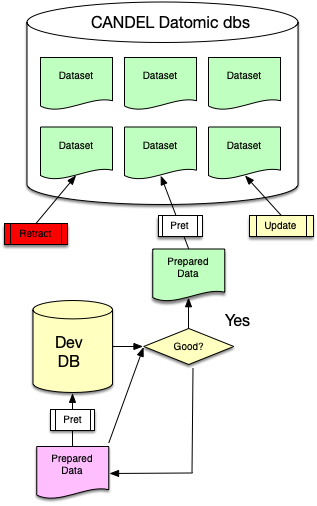 CANDEL Datomic dbs
Dataset
Dataset
Dataset
Dataset
Dataset
Dataset
Retract
Pret
Update
Prepared
Data
Yes
Dev
DB
Good?
Pret
Prepared
Data